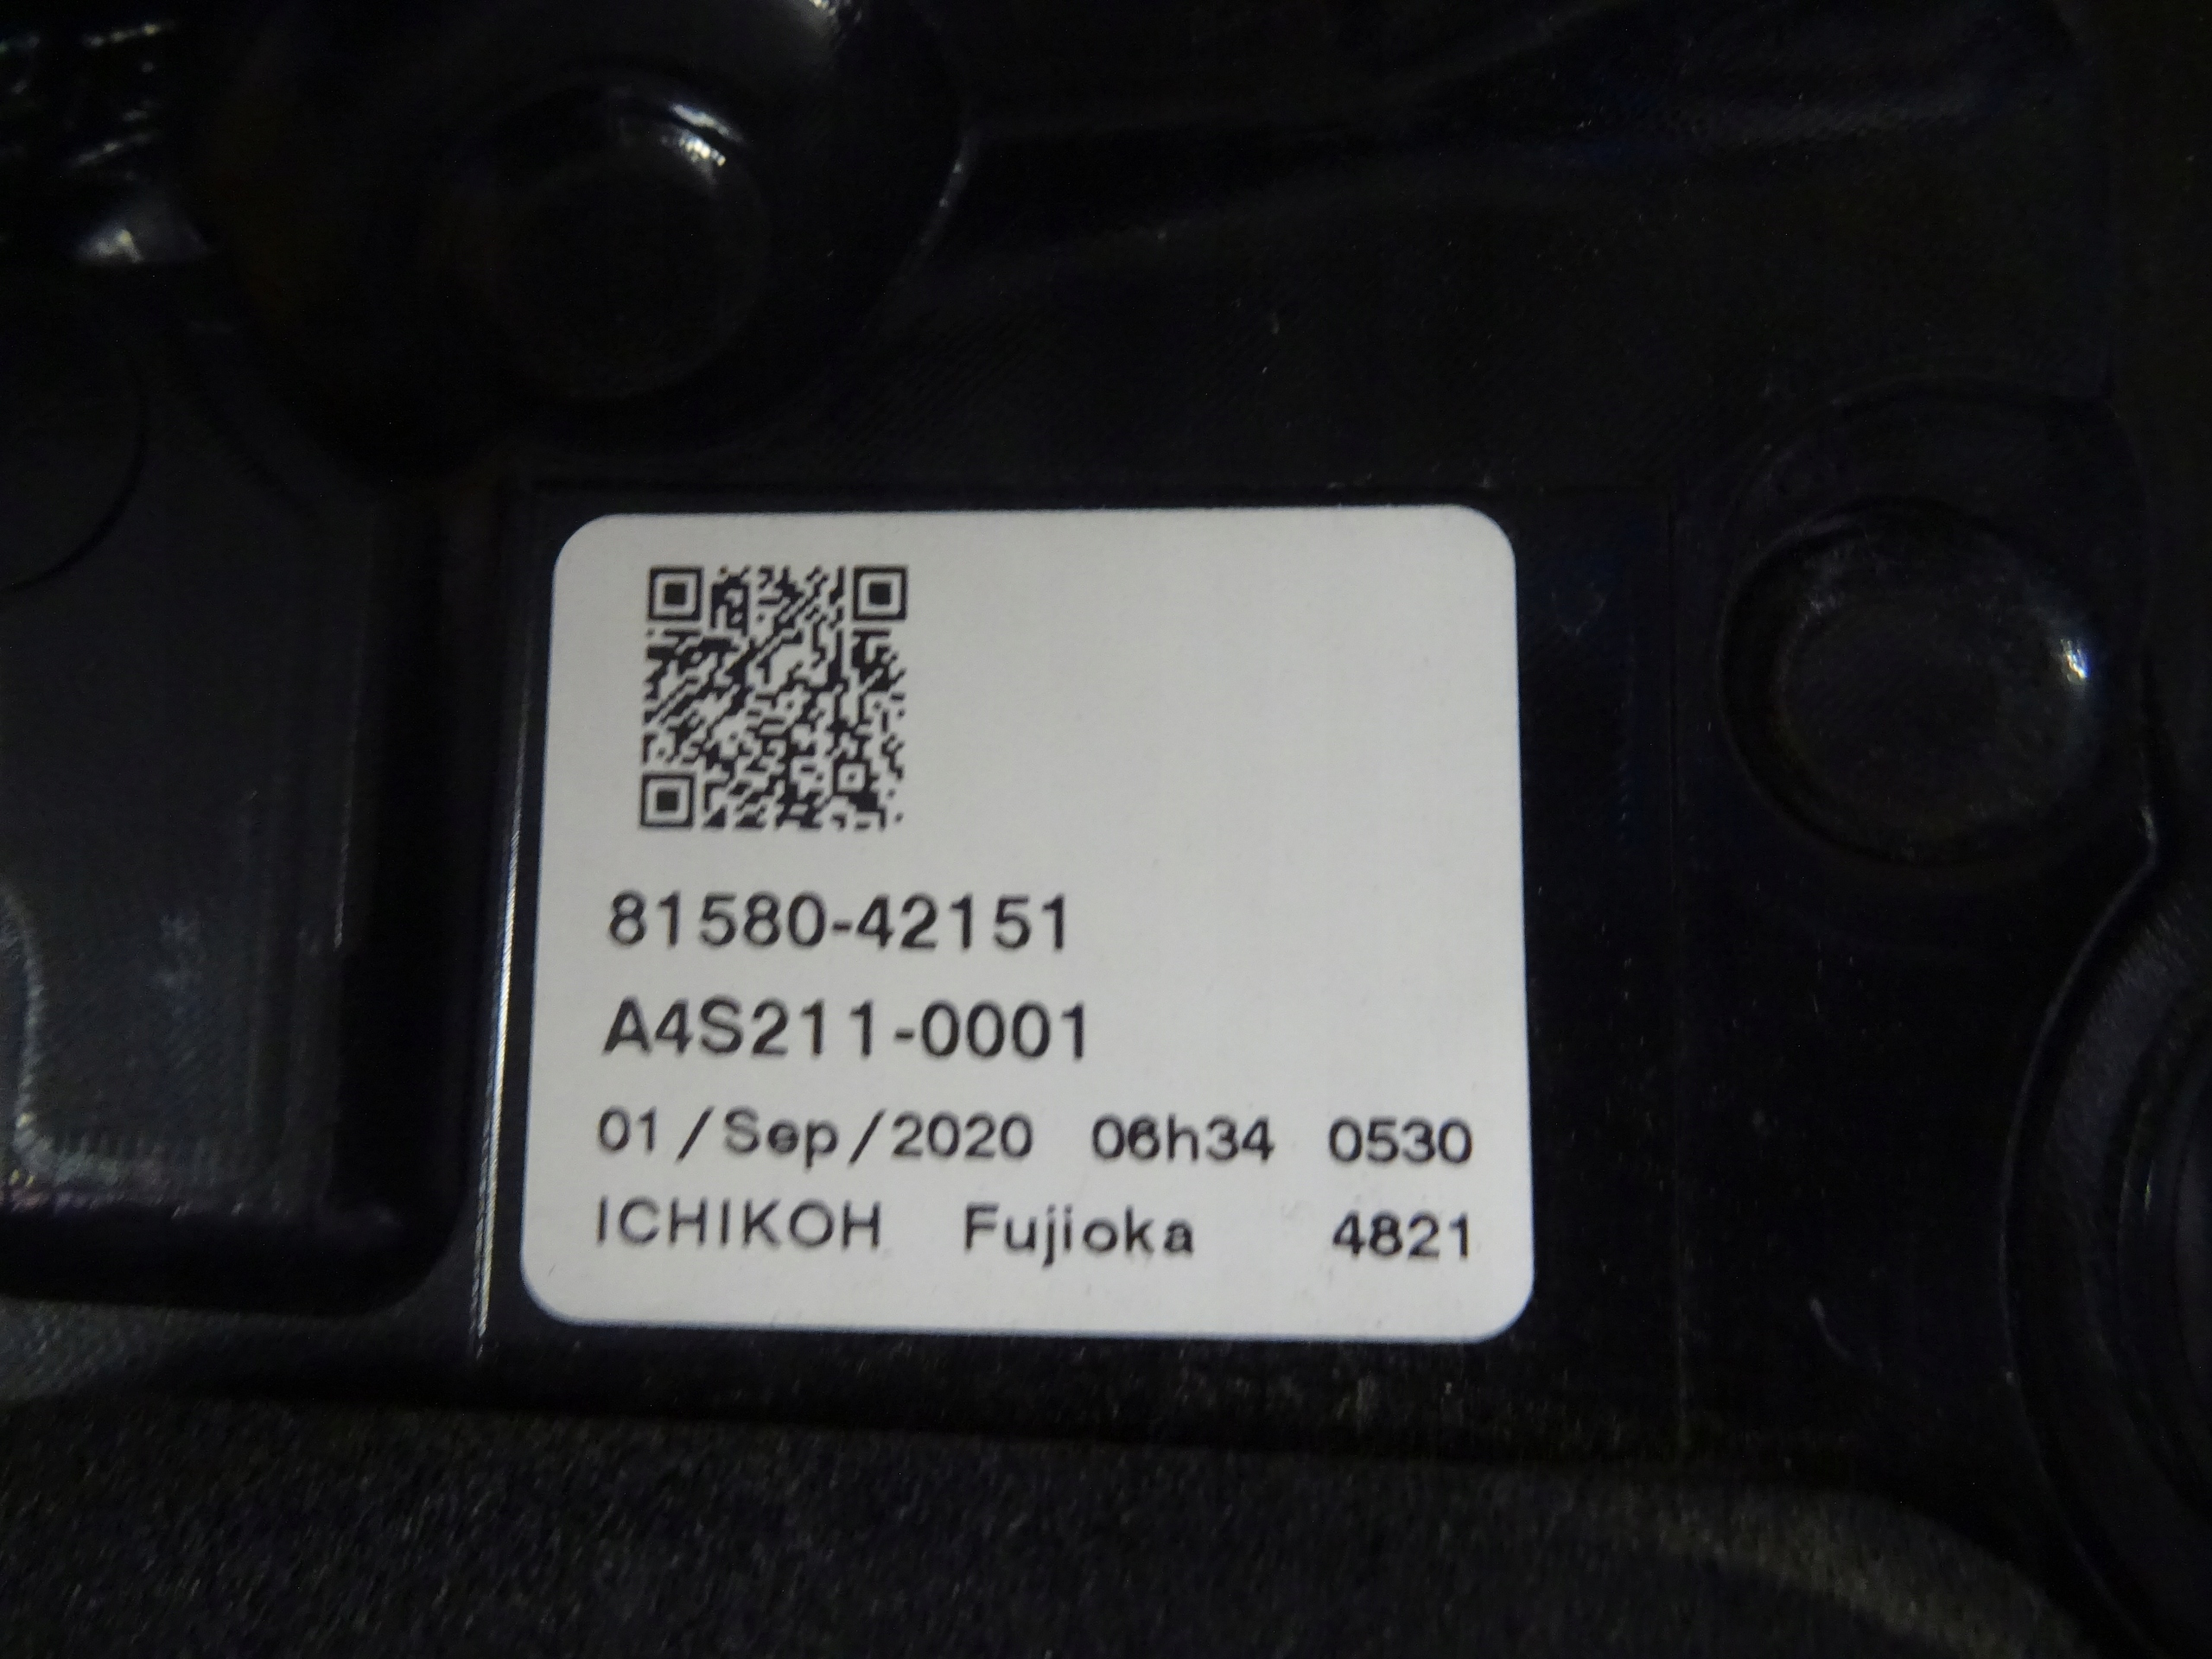 81580-42151
A4S211-0001
01/Sep/2020 06h34 0530
ICHIKOH Fujioka 4821